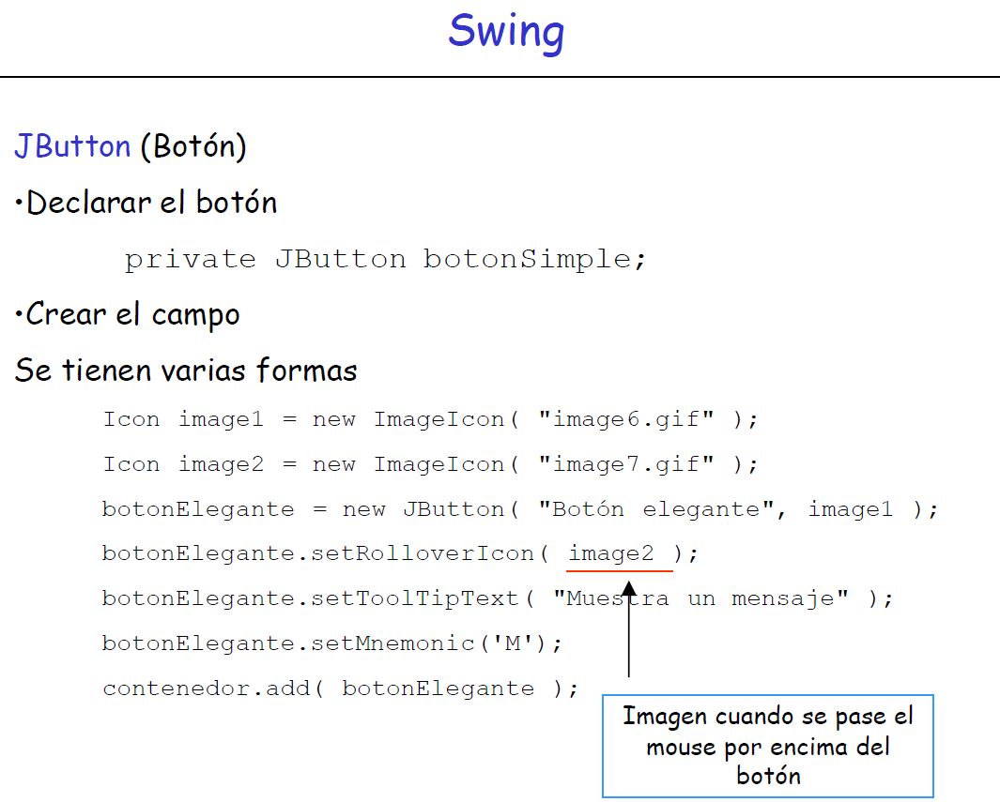 Swing
JButton (Botón)
•Declarar el botón
private JButton botonSimple;
•Crear el campo
Se tienen varias formas
Icon image1 = new ImageIcon( "image6.gif" );
Icon image2 = new ImageIcon( "image7.gif" );
botonElegante = new JButton( "Botón elegante", image1 );
botonElegante.setRolloverIcon( image2 );
botonElegante.setToolTipText( "Muestra un mensaje" );
botonElegante.setMnemonic('M');
contenedor.add( botonElegante );
Imagen cuando se pase el
mouse por encima del
botón